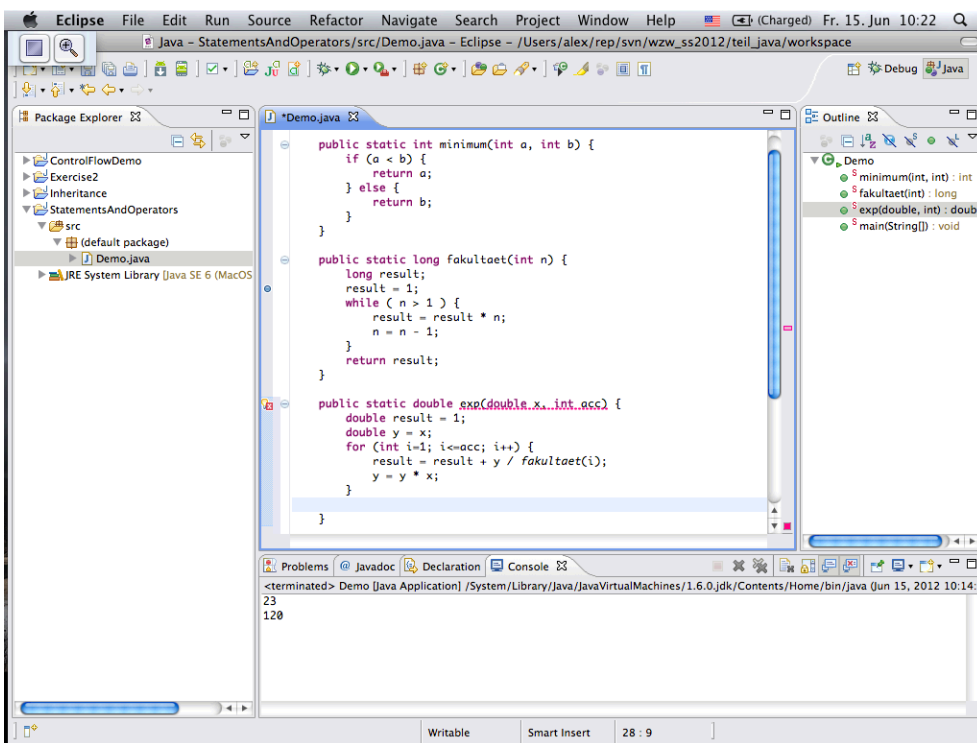 Eclipse File Edit Run Source Refactor Navigate Search Project Window Help (Charged) Fr. 15. Jun 10:22
Java – StatementsAndOperators/src/Demo.java – Eclipse – /Users/alex/rep/svn/wzw_ss2012/teil_java/workspace
Debug Java
Package Explorer
ControlFlowDemo
Exercise2
Inheritance
StatementsAndOperators
src
(default package)
Demo.java
JRE System Library [Java SE 6 (MacOS
*Demo.java
public static int minimum(int a, int b) {
if (a < b) {
return a;
} else {
return b;
}
}
public static long fakultaet(int n) {
long result;
result = 1;
while ( n > 1 ) {
result = result * n;
n = n - 1;
}
return result;
}
public static double exp(double x, int acc) {
double result = 1;
double y = x;
for (int i=1; i<=acc; i++) {
result = result + y / fakultaet(i);
y = y * x;
}
}
Outline
Demo
minimum(int, int) : int
fakultaet(int) : long
exp(double, int) : doub
main(String[]) : void
Problems @ Javadoc Declaration Console
<terminated> Demo [Java Application] /System/Library/Java/JavaVirtualMachines/1.6.0.jdk/Contents/Home/bin/java (Jun 15, 2012 10:14:
23
120
Writable Smart Insert 28 : 9